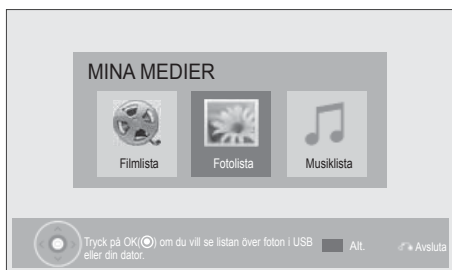 MINA MEDIER
Filmlista
Fotolista
Musiklista
Tryck på OK(◉) om du vill se listan över foton i USB
eller din dator.
Alt.
Avsluta